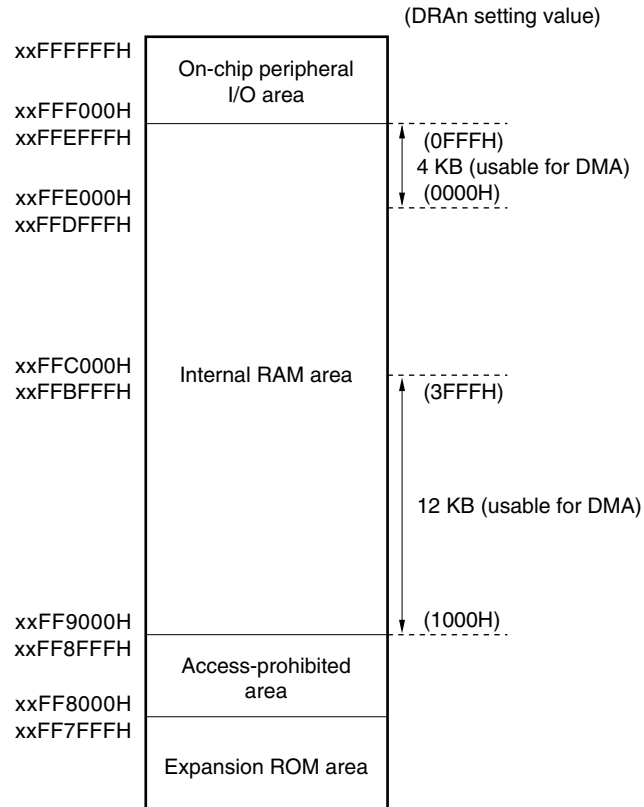 (DRAn setting value)
xxFFFFFFH
On-chip peripheral
I/O area
xxFFF000H
xxFFEFFFH
(0FFFH)
4 KB (usable for DMA)
xxFFE000H
(0000H)
xxFFDFFFH
xxFFC000H
Internal RAM area
xxFFBFFFH
(3FFFH)
12 KB (usable for DMA)
xxFF9000H
(1000H)
xxFF8FFFH
Access-prohibited
area
xxFF8000H
xxFF7FFFH
Expansion ROM area